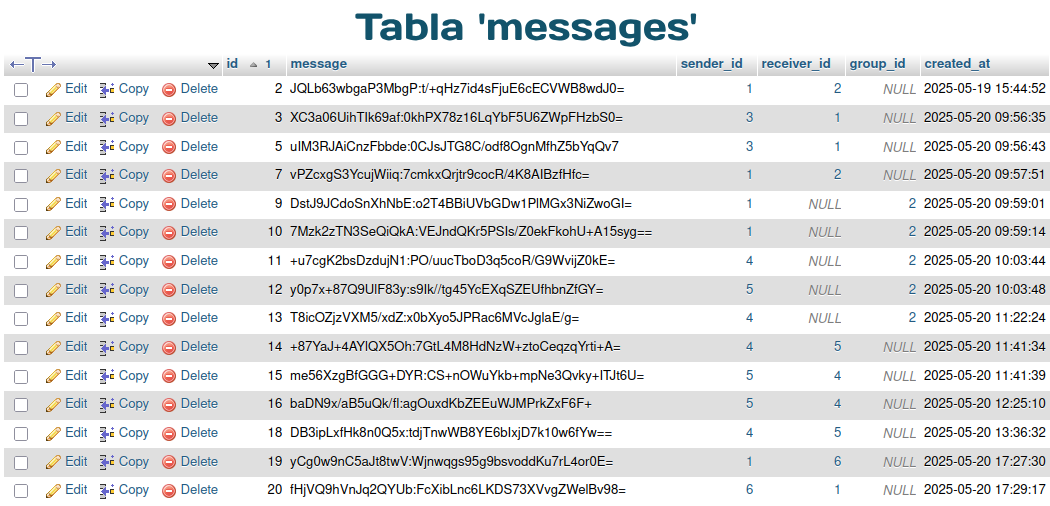 Tabla 'messages'
id 1 message sender_id receiver_id group_id created_at
Edit Copy Delete 2 JQLb63wbgaP3MbgP:t/+qHz7id4sFjuE6cECVWB8wdJ0= 1 2 NULL 2025-05-19 15:44:52
Edit Copy Delete 3 XC3a06UihTIk69af:0khPX78z16LqYbF5U6ZWpFHzbS0= 3 1 NULL 2025-05-20 09:56:35
Edit Copy Delete 5 uIM3RJAiCnzFbbde:0CJsJTG8C/odf8OgnMfhZ5bYqQv7 3 1 NULL 2025-05-20 09:56:43
Edit Copy Delete 7 vPZcxgS3YcujWiiq:7cmkxQrjtr9cocR/4K8AIBzfHfc= 1 2 NULL 2025-05-20 09:57:51
Edit Copy Delete 9 DstJ9JCdoSnXhNbE:o2T4BBiUVbGDw1PlMGx3NiZwoGI= 1 NULL 2 2025-05-20 09:59:01
Edit Copy Delete 10 7Mzk2zTN3SeQiQkA:VEJndQKr5PSIs/Z0ekFkohU+A15syg== 1 NULL 2 2025-05-20 09:59:14
Edit Copy Delete 11 +u7cgK2bsDzdujN1:PO/uucTboD3q5coR/G9WvijZ0kE= 4 NULL 2 2025-05-20 10:03:44
Edit Copy Delete 12 y0p7x+87Q9UIF83y:s9Ik//tg45YcEXqSZEUfhbnZfGY= 5 NULL 2 2025-05-20 10:03:48
Edit Copy Delete 13 T8icOZjzVXM5/xdZ:x0bXyo5JPRac6MVcJglaE/g= 4 NULL 2 2025-05-20 11:22:24
Edit Copy Delete 14 +87YaJ+4AYlQX5Oh:7GtL4M8HdNzW+ztoCeqzqYrti+A= 4 5 NULL 2025-05-20 11:41:34
Edit Copy Delete 15 me56XzgBfGGG+DYR:CS+nOWuYkb+mpNe3Qvky+ITJt6U= 5 4 NULL 2025-05-20 11:41:39
Edit Copy Delete 16 baDN9x/aB5uQk/fl:agOuxdKbZEEuWJMPrkZxF6F+ 5 4 NULL 2025-05-20 12:25:10
Edit Copy Delete 18 DB3ipLxfHk8n0Q5x:tdjTnwWB8YE6bIxjD7k10w6fYw== 4 5 NULL 2025-05-20 13:36:32
Edit Copy Delete 19 yCg0w9nC5aJt8twV:Wjnwqgs95g9bsvoddKu7rL4or0E= 1 6 NULL 2025-05-20 17:27:30
Edit Copy Delete 20 fHjVQ9hVnJq2QYUb:FcXibLnc6LKDS73XVvgZWelBv98= 6 1 NULL 2025-05-20 17:29:17